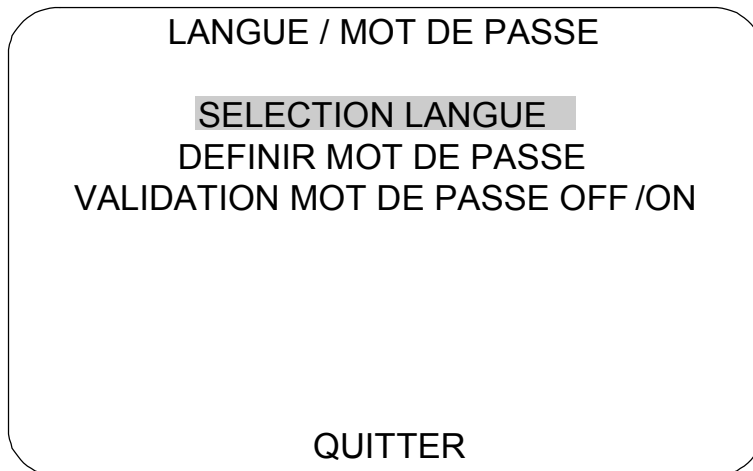 LANGUE / MOT DE PASSE
SELECTION LANGUE
DEFINIR MOT DE PASSE
VALIDATION MOT DE PASSE OFF /ON
QUITTER